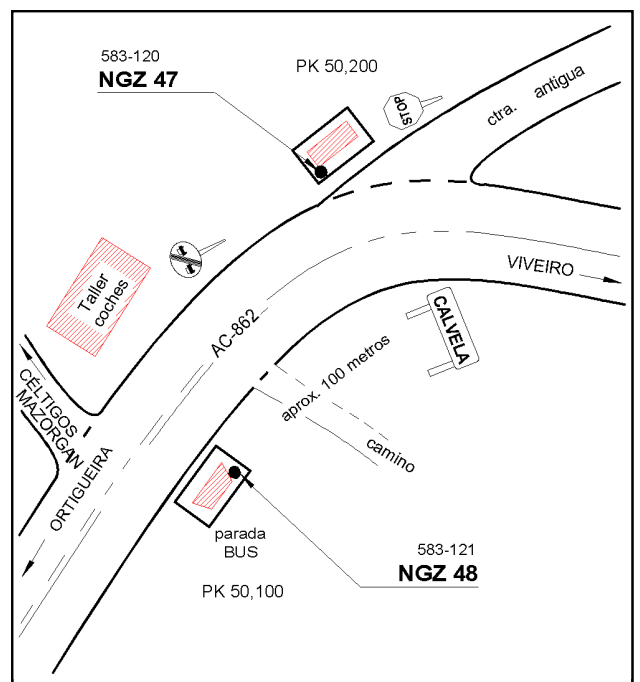 583-120
NGZ 47
PK 50,200
STOP
ctra. antigua
VIVEIRO
Taller
coches
AC-862
CALVELA
aprox. 100 metros
CÉLTIGOS
MAZORGAN
camino
ORTIGUEIRA
parada
BUS
583-121
NGZ 48
PK 50,100